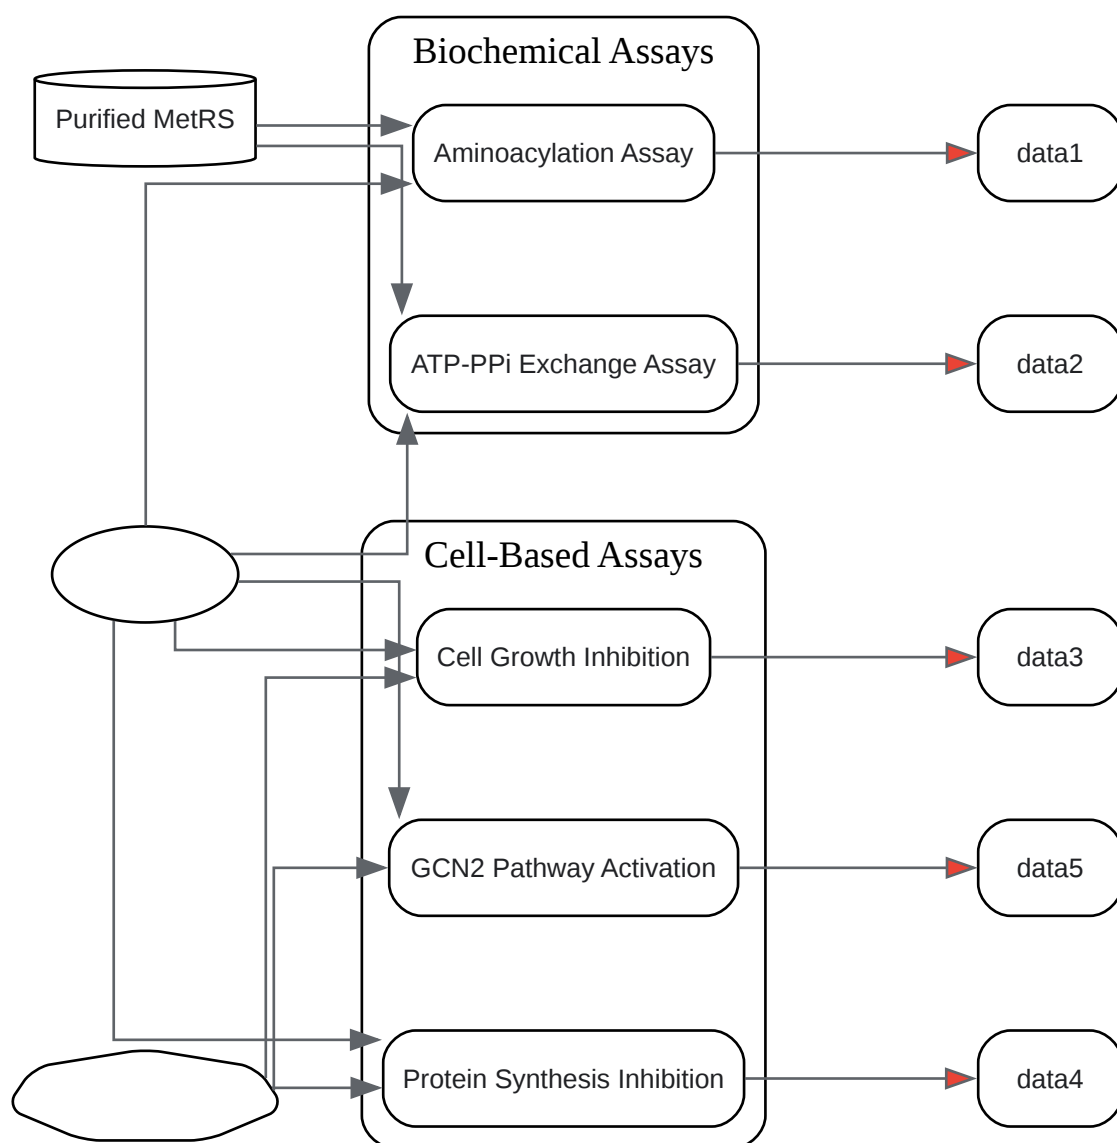 Biochemical Assays
Purified MetRS
Aminoacylation Assay
data1
ATP-PPi Exchange Assay
data2
Cell-Based Assays
Cell Growth Inhibition
data3
GCN2 Pathway Activation
data5
Protein Synthesis Inhibition
data4